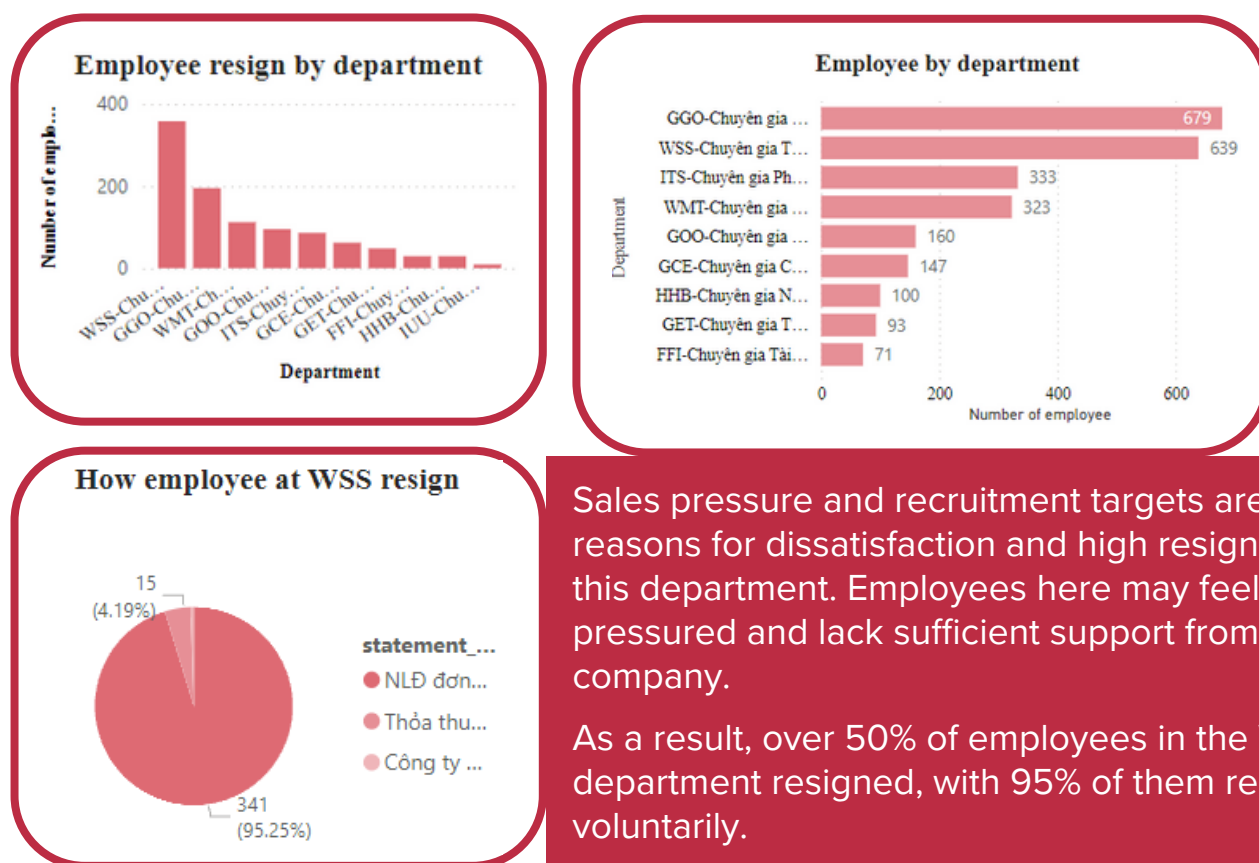 Employee resign by department
Number of emplo...
400
200
0
WSS-Chu...
GGO-Chu...
WMT-Ch...
GOO-Chu...
ITS-Chuy...
GCE-Chu...
GET-Chu...
FFI-Chuy...
HHB-Chu...
IUU-Chu...
Department
Employee by department
Department
GGO-Chuyên gia ... 679
WSS-Chuyên gia T... 639
ITS-Chuyên gia Ph... 333
WMT-Chuyên gia ... 323
GOO-Chuyên gia ... 160
GCE-Chuyên gia C... 147
HHB-Chuyên gia N... 100
GET-Chuyên gia T... 93
FFI-Chuyên gia Tài... 71
0 200 400 600
Number of employee
How employee at WSS resign
15
(4.19%)
341
(95.25%)
statement_...
NLĐ đơn...
Thỏa thu...
Công ty ...
Sales pressure and recruitment targets are
reasons for dissatisfaction and high resign
this department. Employees here may feel
pressured and lack sufficient support from
company.
As a result, over 50% of employees in the
department resigned, with 95% of them re
voluntarily.